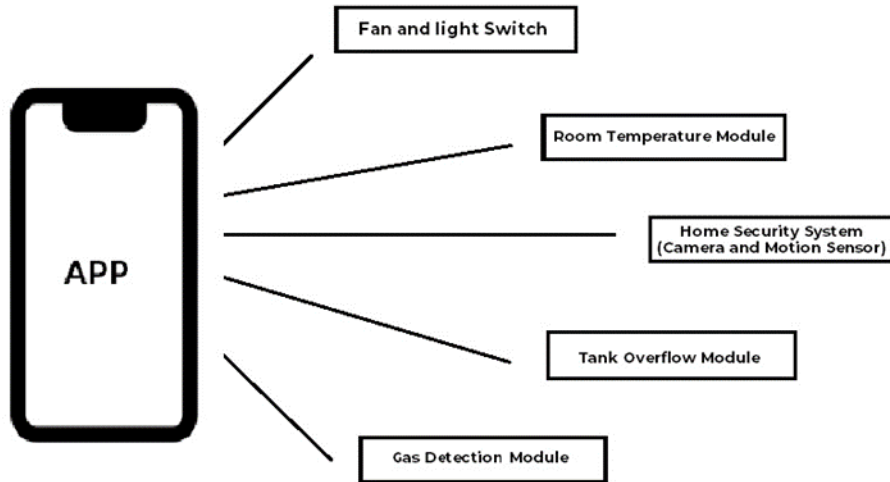 Fan and light Switch
Room Temperature Module
Home Security System
(Camera and Motion Sensor)
APP
Tank Overflow Module
Gas Detection Module